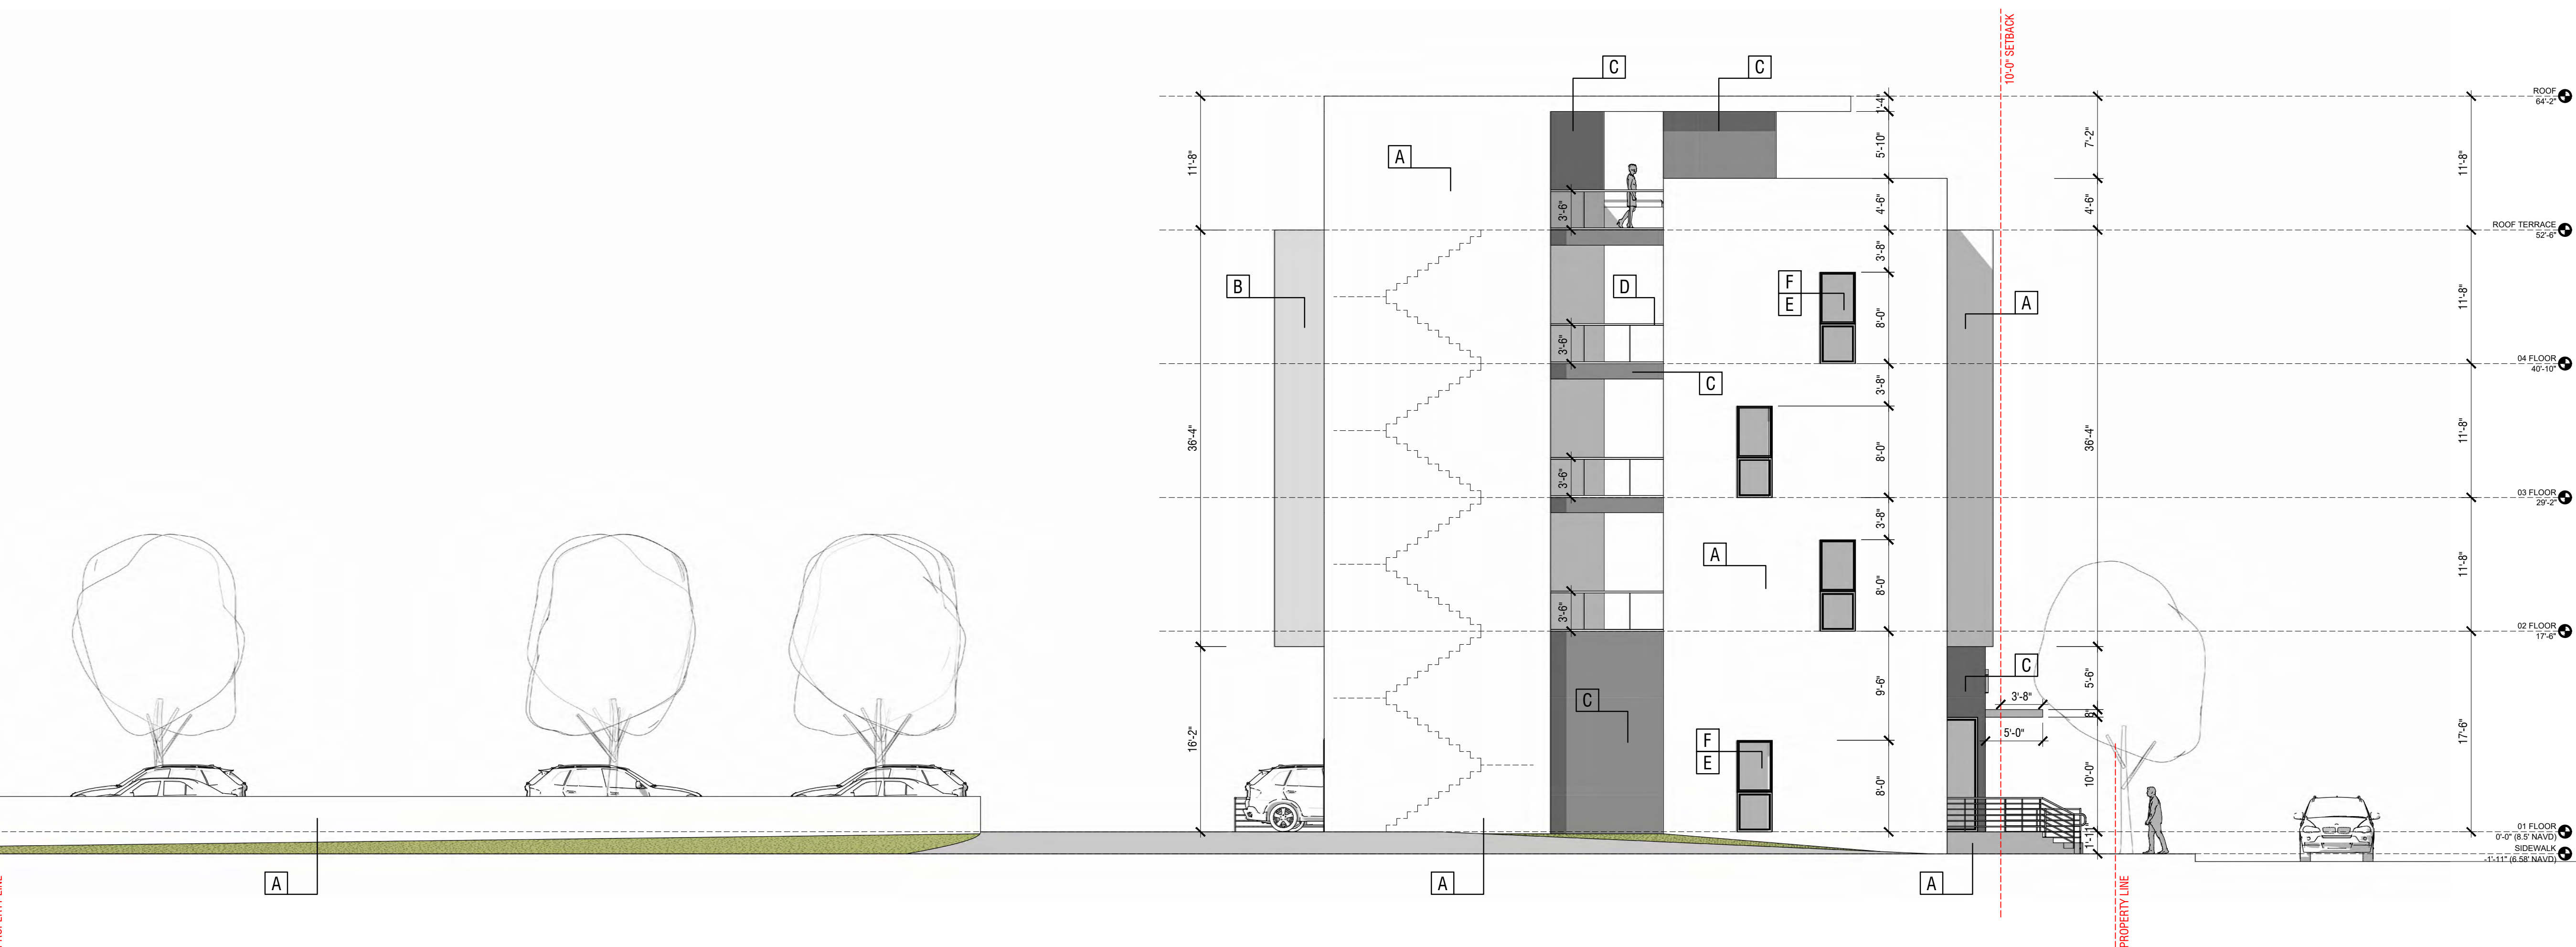 10'-0" SETBACK
C
C
ROOF
64'-2"
1'-4"
5'-10"
7'-2"
11'-8"
11'-8"
A
3'-6"
4'-6"
4'-6"
ROOF TERRACE
52'-6"
3'-8"
B
D
F
E
A
8'-0"
11'-8"
3'-6"
04 FLOOR
40'-10"
C
3'-8"
36'-4"
36'-4"
8'-0"
11'-8"
3'-6"
03 FLOOR
29'-2"
3'-8"
A
8'-0"
11'-8"
3'-6"
02 FLOOR
17'-6"
C
5'-6"
9'-6"
C
3'-8"
8"
16'-2"
F
E
5'-0"
17'-6"
8'-0"
10'-0"
01 FLOOR
0'-0" (8.5' NAVD)
1'-11"
SIDEWALK
-1'-11" (6.58' NAVD)
A
A
A
PROPERTY LINE
PROPERTY LINE